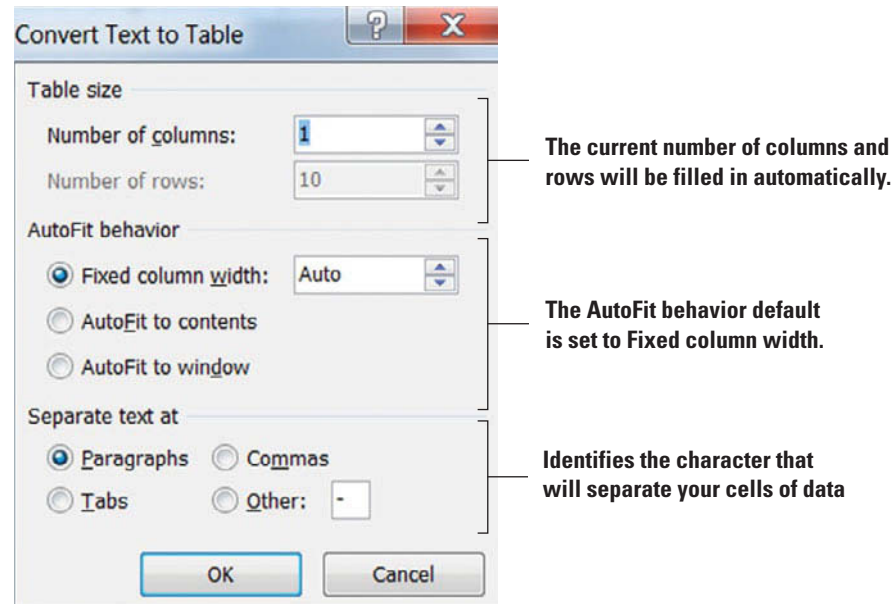 Convert Text to Table
Table size
Number of columns: 1
Number of rows: 10
The current number of columns and
rows will be filled in automatically.
AutoFit behavior
Fixed column width: Auto
AutoFit to contents
AutoFit to window
The AutoFit behavior default
is set to Fixed column width.
Separate text at
Paragraphs Commas
Tabs Other: -
Identifies the character that
will separate your cells of data
OK Cancel